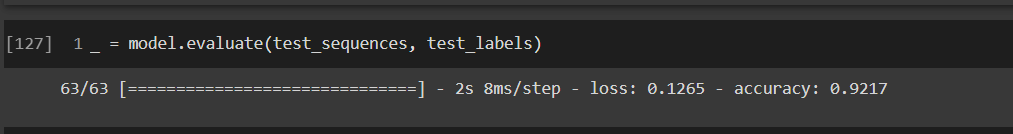 [127] 1 _ = model.evaluate(test_sequences, test_labels)
63/63 [==============================] - 2s 8ms/step - loss: 0.1265 - accuracy: 0.9217